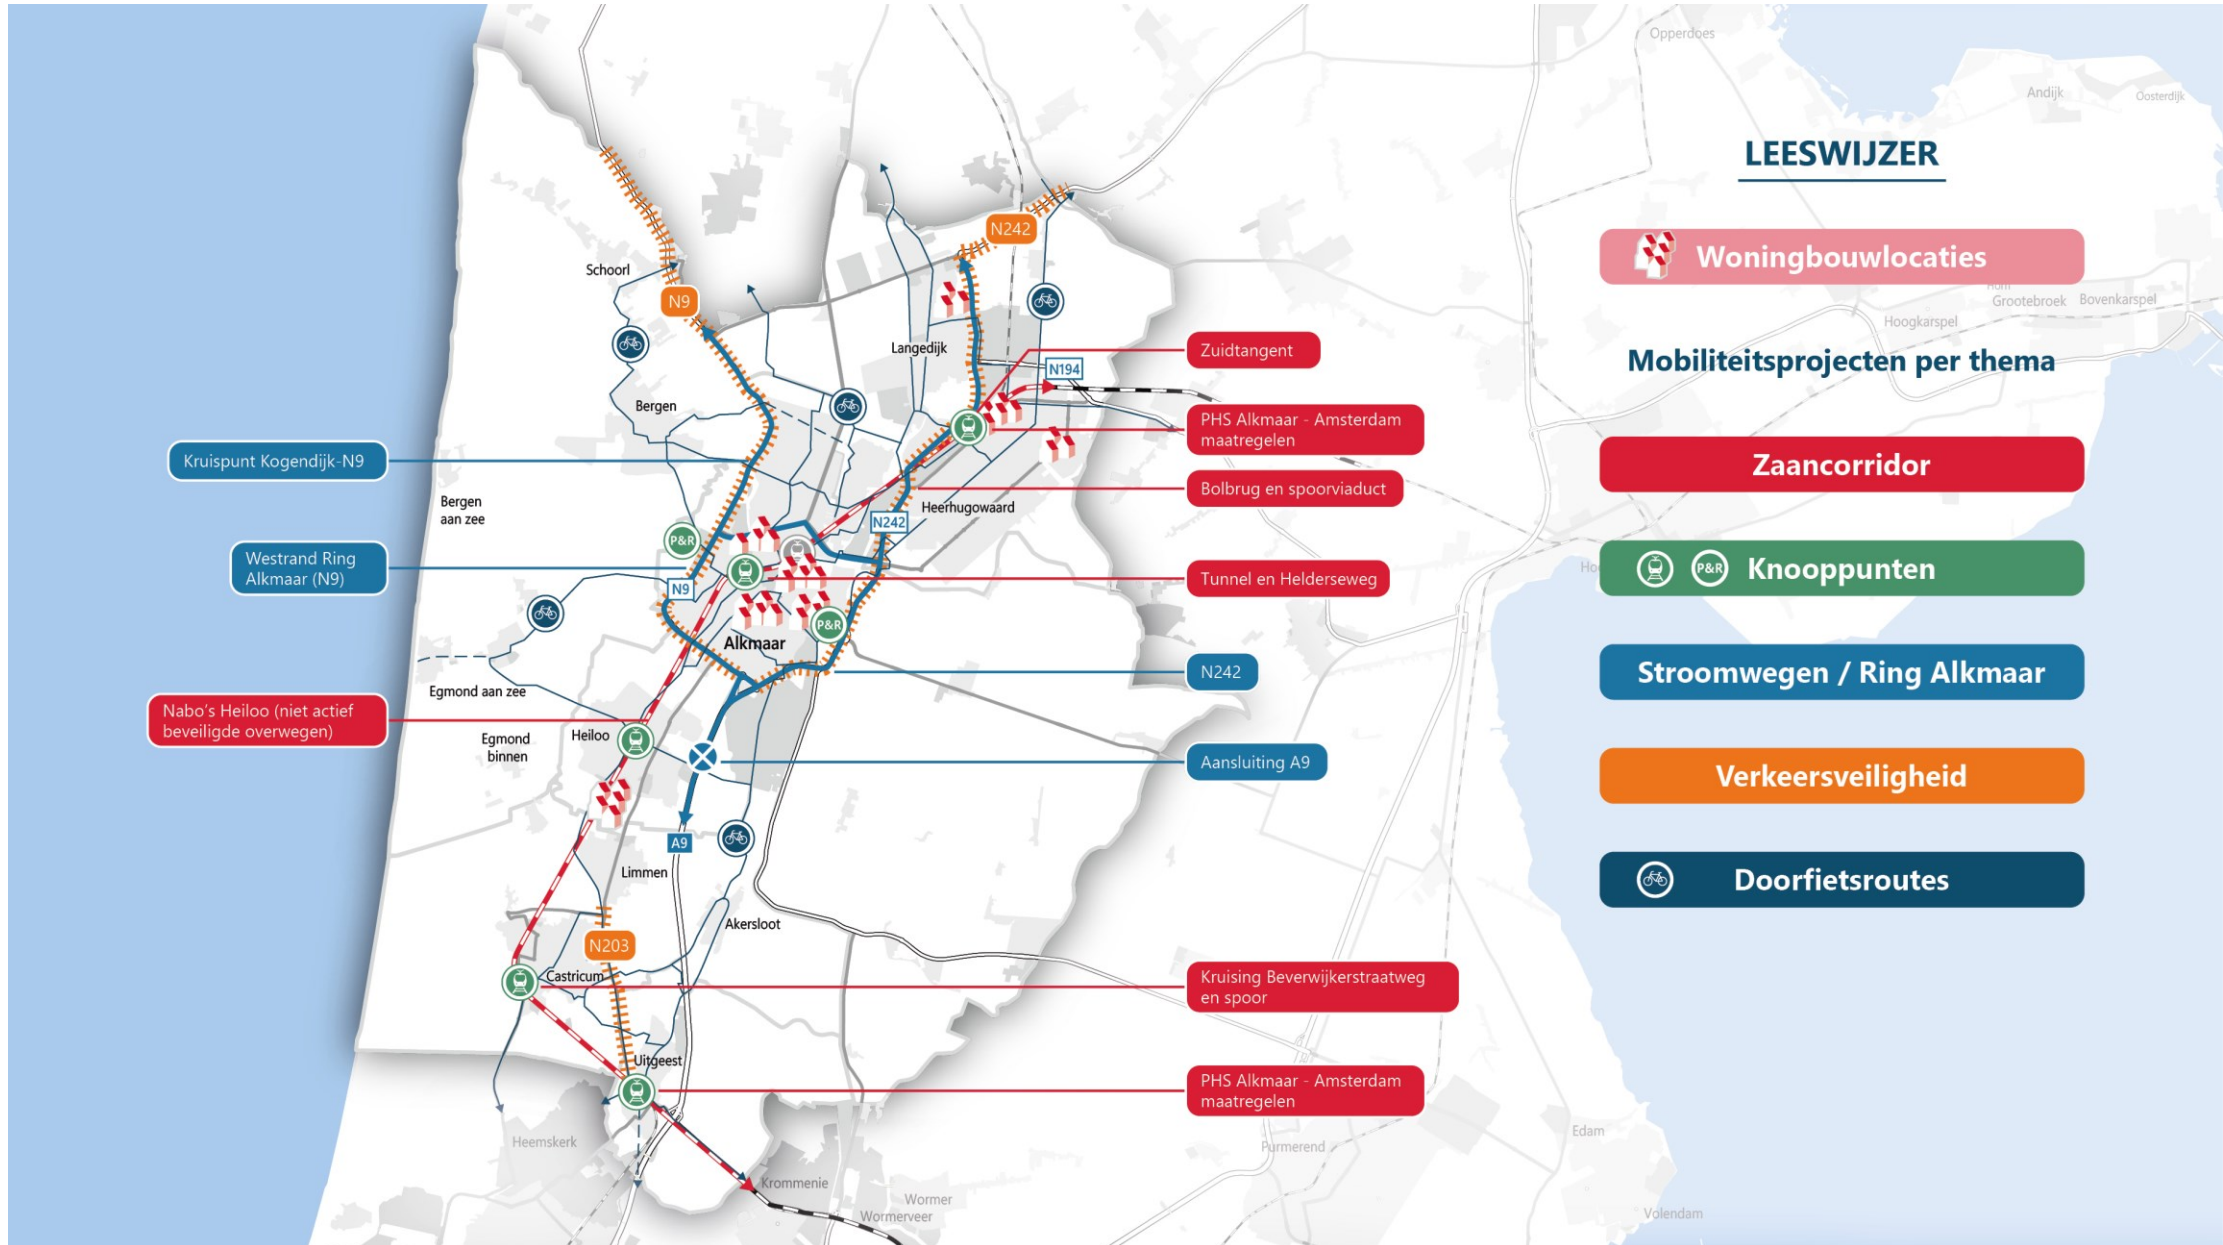 Opperdoes
Andijk
Oosterdijk
LEESWIJZER
N242
Woningbouwlocaties
Schoorl
Hoorn
N9
Grootebroek
Bovenkarspel
Hoogkarspel
Langedijk
Zuidtangent
N194
Mobiliteitsprojecten per thema
Bergen
PHS Alkmaar - Amsterdam
maatregelen
Kruispunt Kogendijk-N9
Zaancorridor
Bolbrug en spoorviaduct
Bergen
aan zee
Heerhugowaard
N242
P&R
Westrand Ring
Alkmaar (N9)
N9
Tunnel en Helderseweg
P&R
Knooppunten
P&R
Alkmaar
N242
Stroomwegen / Ring Alkmaar
Egmond aan zee
Nabo's Heiloo (niet actief
beveiligde overwegen)
Heiloo
Egmond
binnen
Aansluiting A9
Verkeersveiligheid
A9
Limmen
Doorfietsroutes
Akersloot
N203
Castricum
Kruising Beverwijkerstraatweg
en spoor
Uitgeest
PHS Alkmaar - Amsterdam
maatregelen
Heemskerk
Purmerend
Edam
Krommenie
Wormer
Wormerveer
Volendam